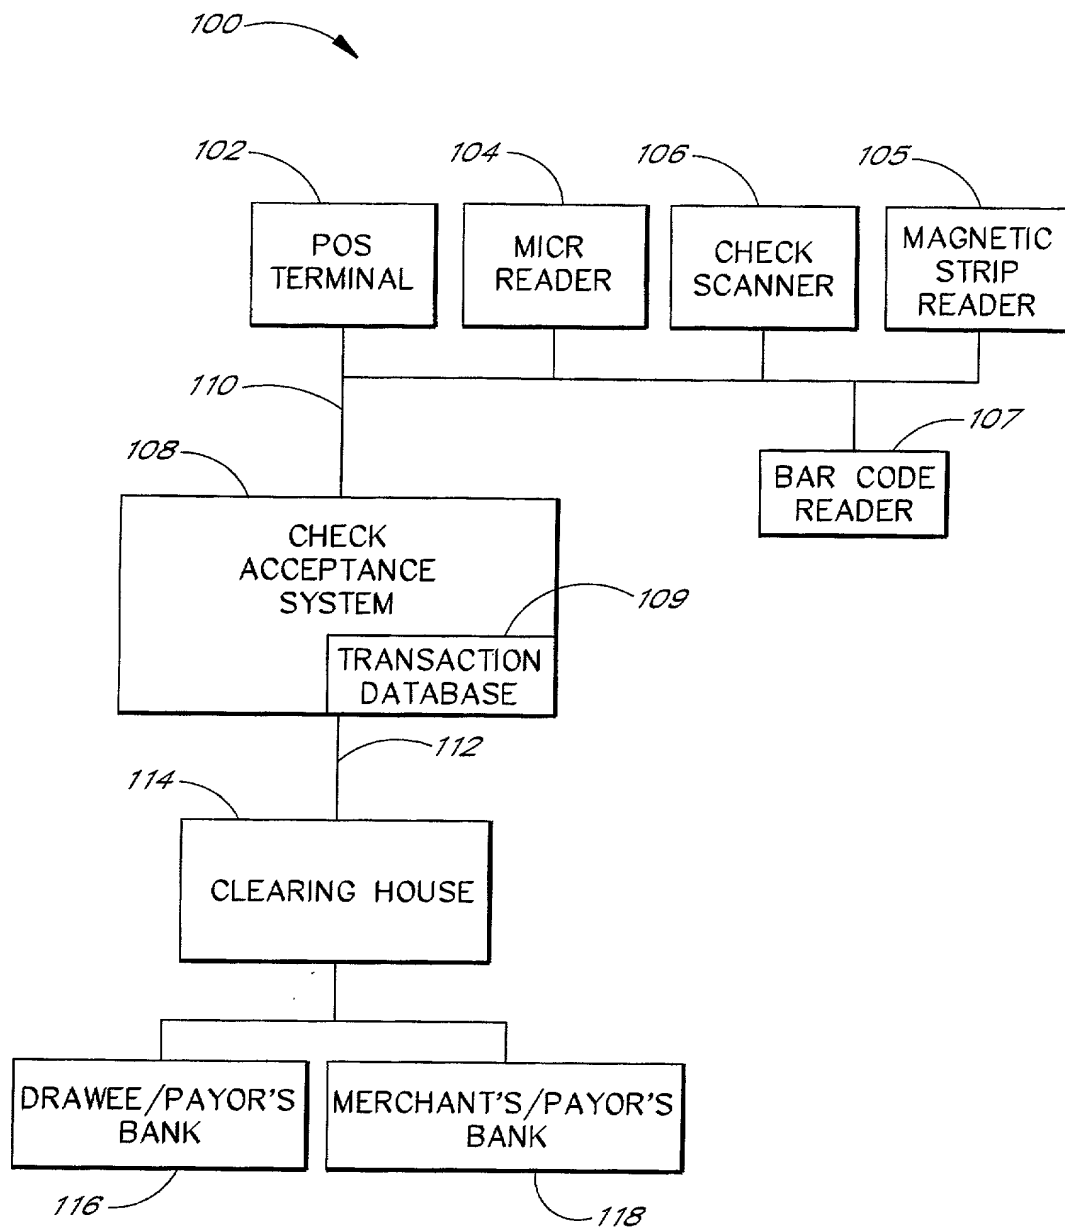 100
102
104
106
105
POS
TERMINAL
MICR
READER
CHECK
SCANNER
MAGNETIC
STRIP
READER
110
107
BAR CODE
READER
108
CHECK
ACCEPTANCE
SYSTEM
109
TRANSACTION
DATABASE
112
114
CLEARING HOUSE
DRAWEE/PAYOR'S
BANK
MERCHANT'S/PAYOR'S
BANK
116
118